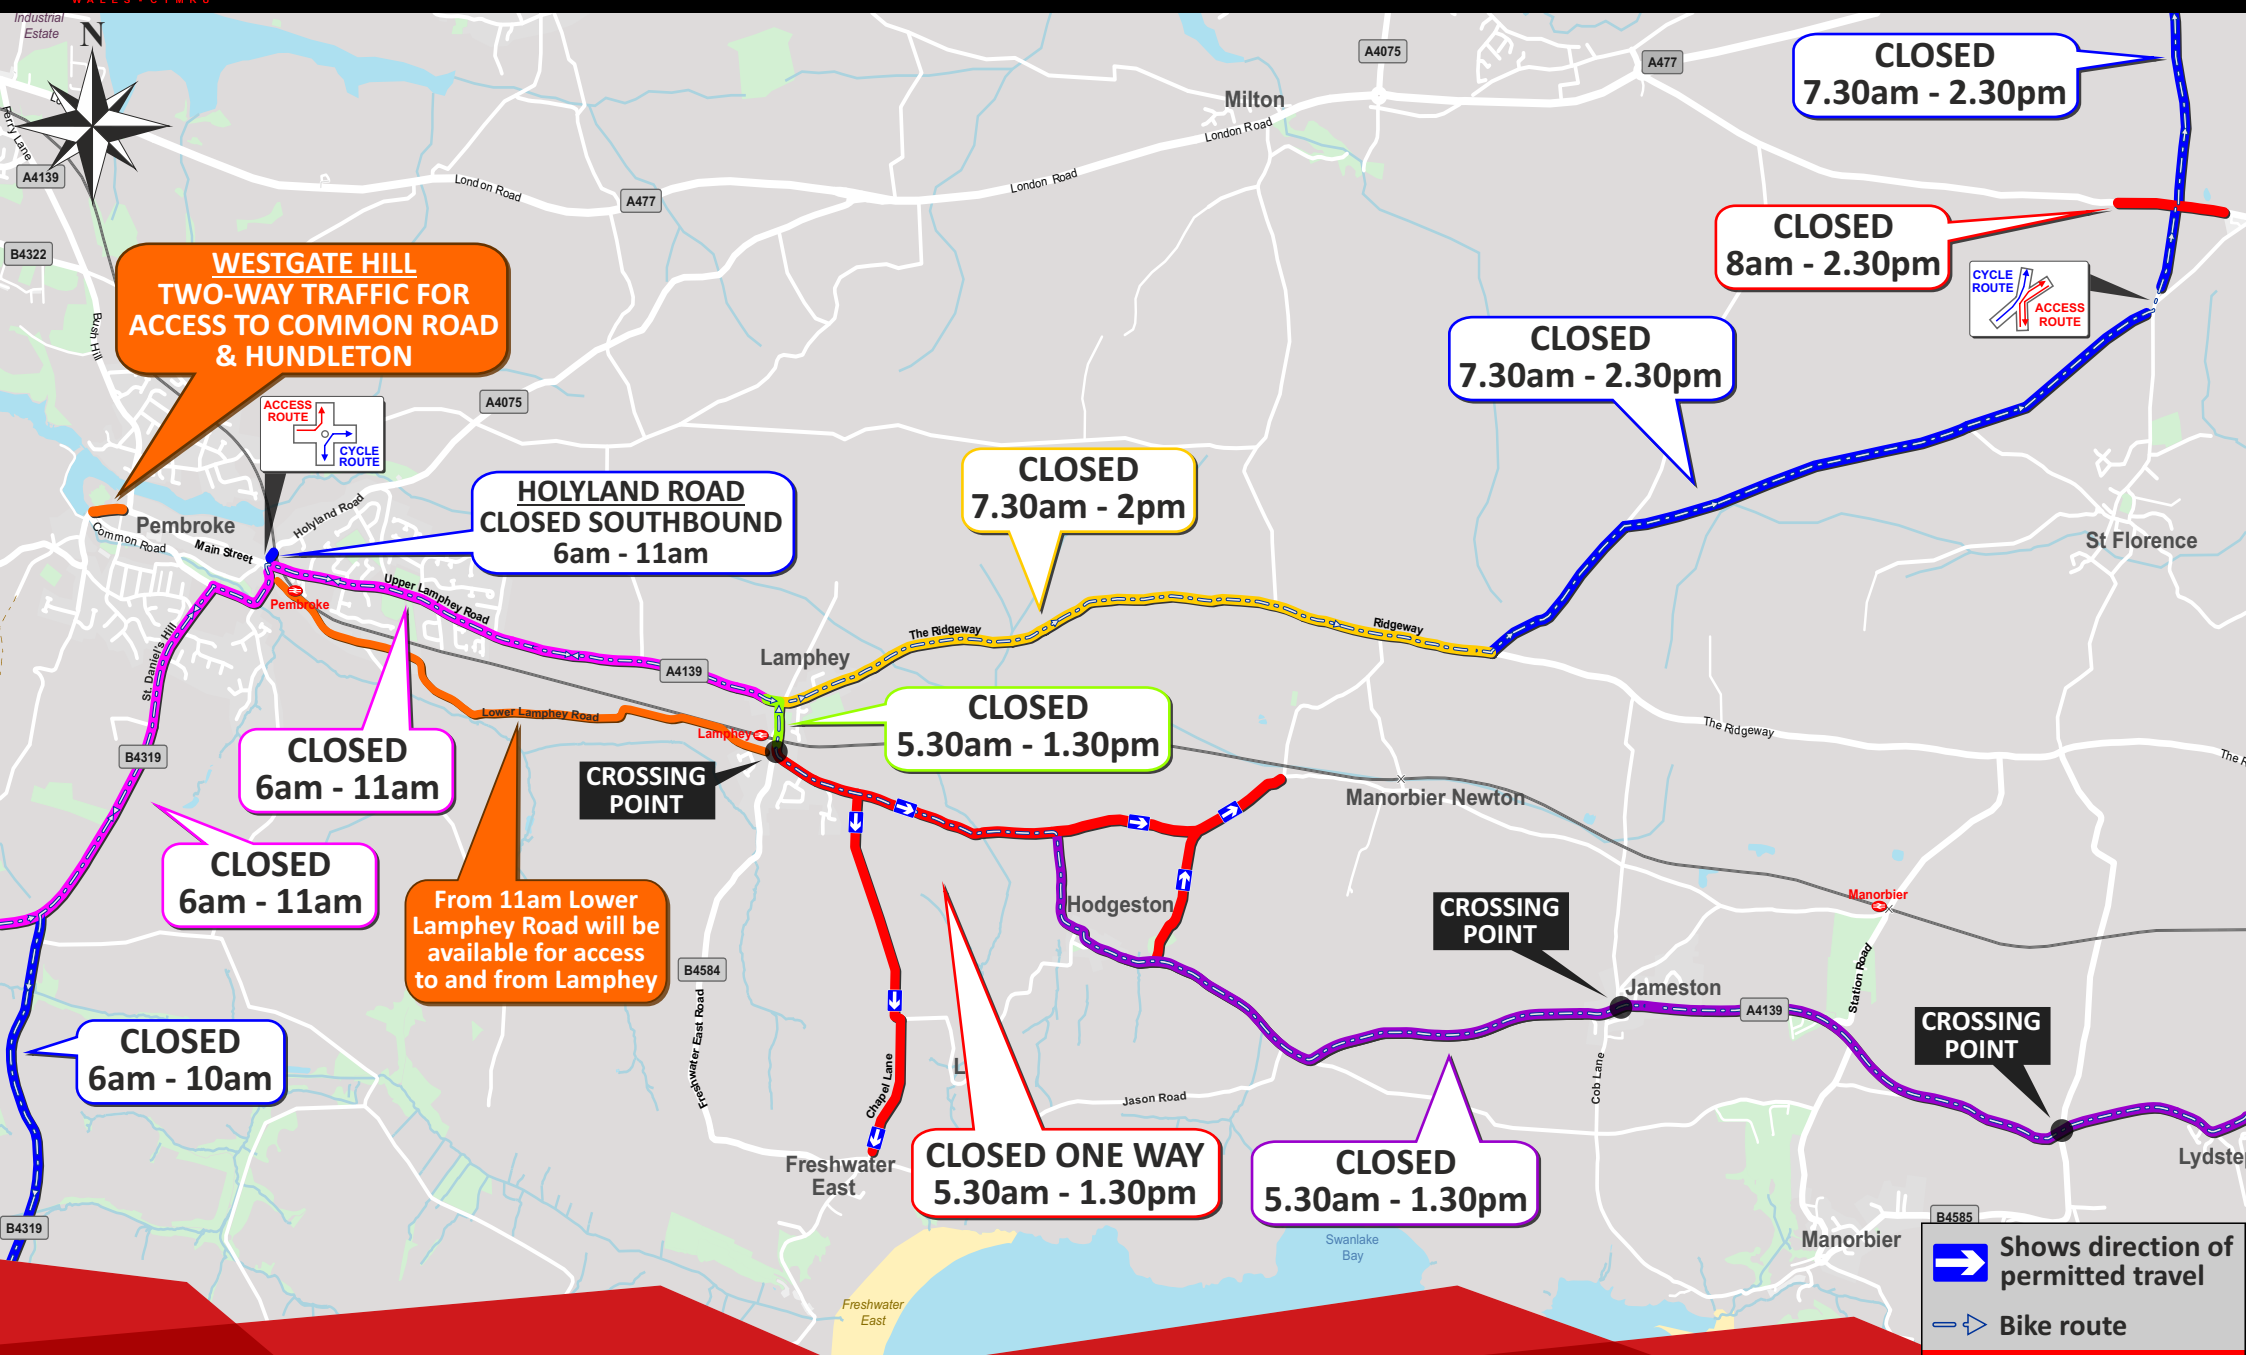 WALES • CYMRU
Industrial
Estate
N
A4075
A477
CLOSED
7.30am - 2.30pm
Milton
London Road
Ferry Lane
A4139
London Road
A477
London Road
B4322
WESTGATE HILL
TWO-WAY TRAFFIC FOR
ACCESS TO COMMON ROAD
& HUNDLETON
CLOSED
8am - 2.30pm
CYCLE
ROUTE
ACCESS
ROUTE
Bush Hill
CLOSED
7.30am - 2.30pm
A4075
ACCESS
ROUTE
CYCLE
ROUTE
CLOSED
7.30am - 2pm
HOLYLAND ROAD
CLOSED SOUTHBOUND
6am - 11am
Holyland Road
Pembroke
Common Road
Main Street
St Florence
Upper Lamphey Road
Pembroke
The Ridgeway
Ridgeway
St. Daniel's Hill
Lamphey
A4139
CLOSED
5.30am - 1.30pm
Lower Lamphey Road
Lamphey
The Ridgeway
The R
B4319
CLOSED
6am - 11am
CROSSING
POINT
Manorbier Newton
CLOSED
6am - 11am
From 11am Lower
Lamphey Road will be
available for access
to and from Lamphey
Hodgeston
CROSSING
POINT
Manorbier
B4584
Station Road
Jameston
A4139
CROSSING
POINT
Freshwater East Road
CLOSED
6am - 10am
L
Chapel Lane
Jason Road
Cob Lane
CLOSED ONE WAY
5.30am - 1.30pm
CLOSED
5.30am - 1.30pm
Freshwater
East
Lydste
B4319
B4585
Swanlake
Bay
Manorbier
Shows direction of
permitted travel
Freshwater
East
Bike route